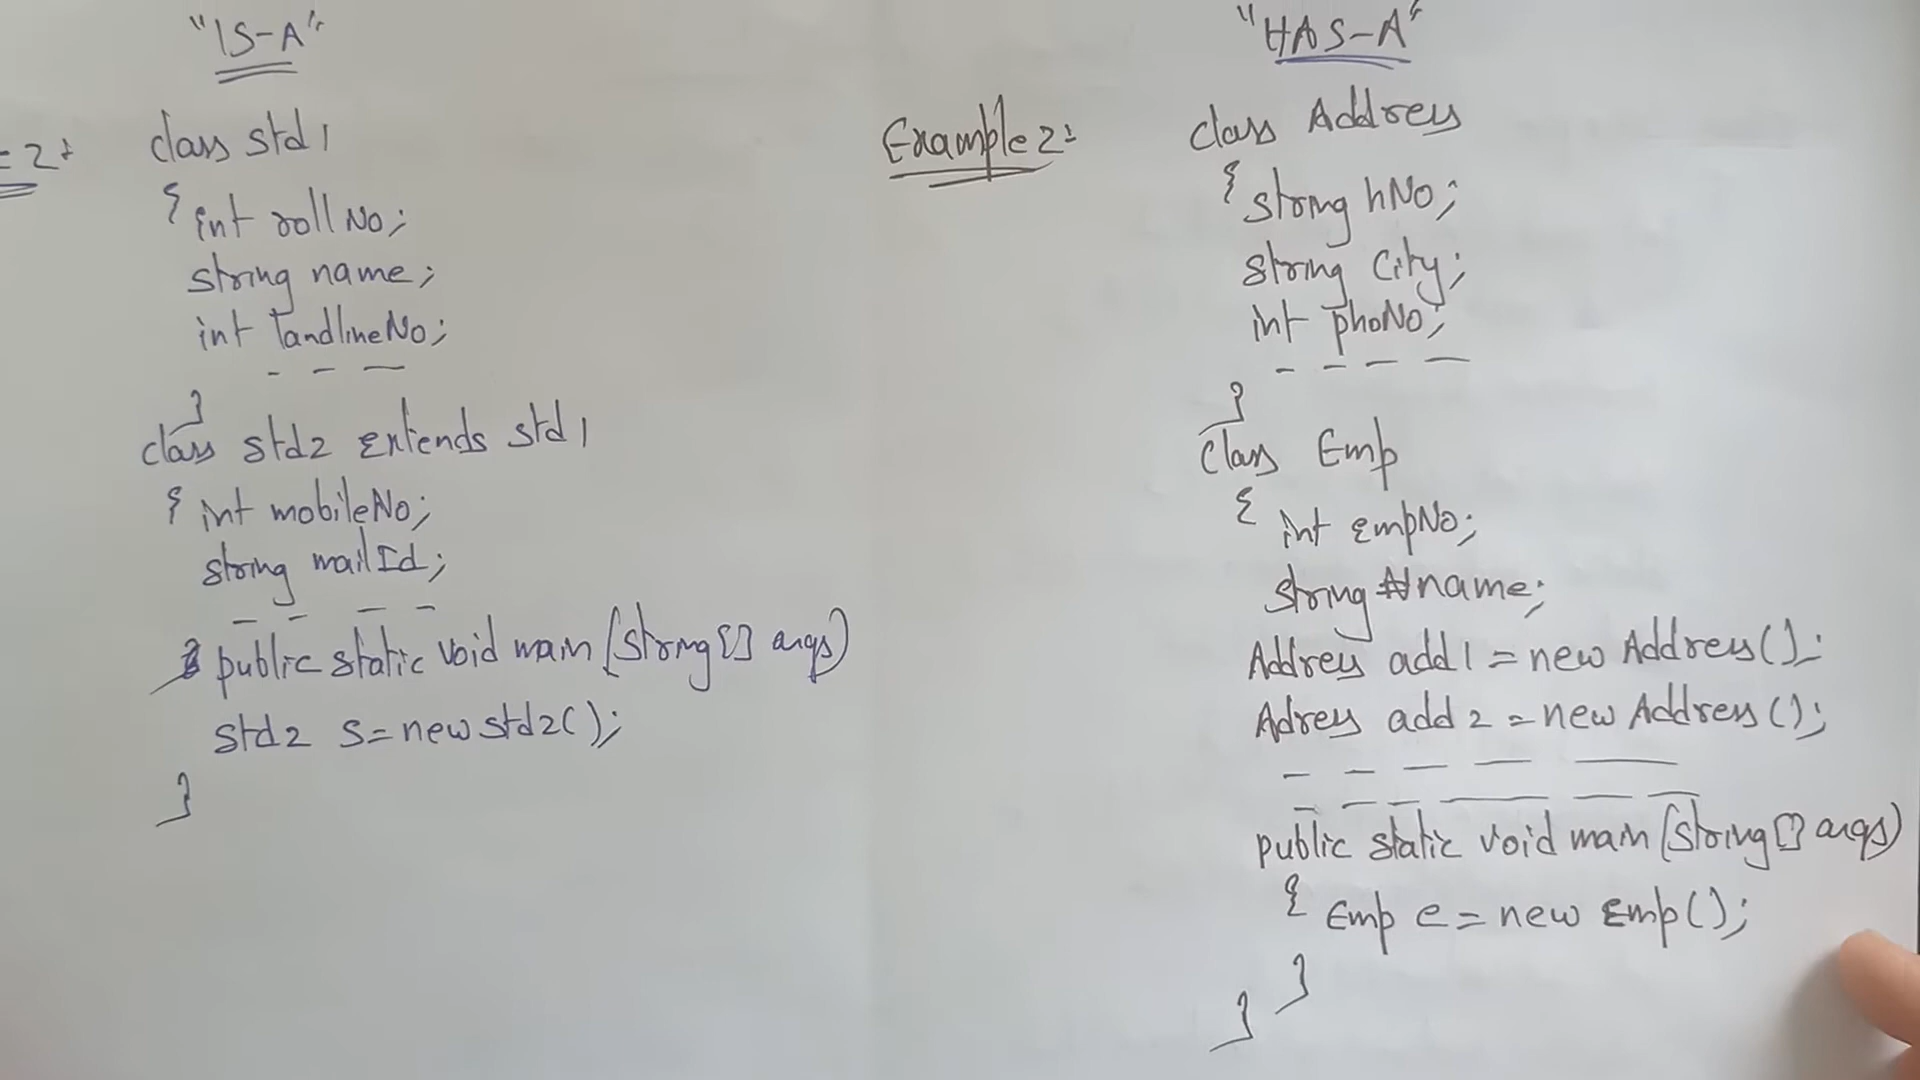 "IS-A"
= 2:
class std1
{ int rollNo;
string name;
int landlineNo;
}
class std2 extends std1
{ int mobileNo;
string mailId;
public static void main (String[] args)
std2 s=new std2();
}
"HAS-A"
Example 2:
class Address
{ string hNo;
string City;
int phoNo;
}
class Emp
{
int empNo;
string name;
Address add1 = new Address();
Adress add2 = new Address();
public static void main (String[] args)
{ Emp e = new Emp();
}
}